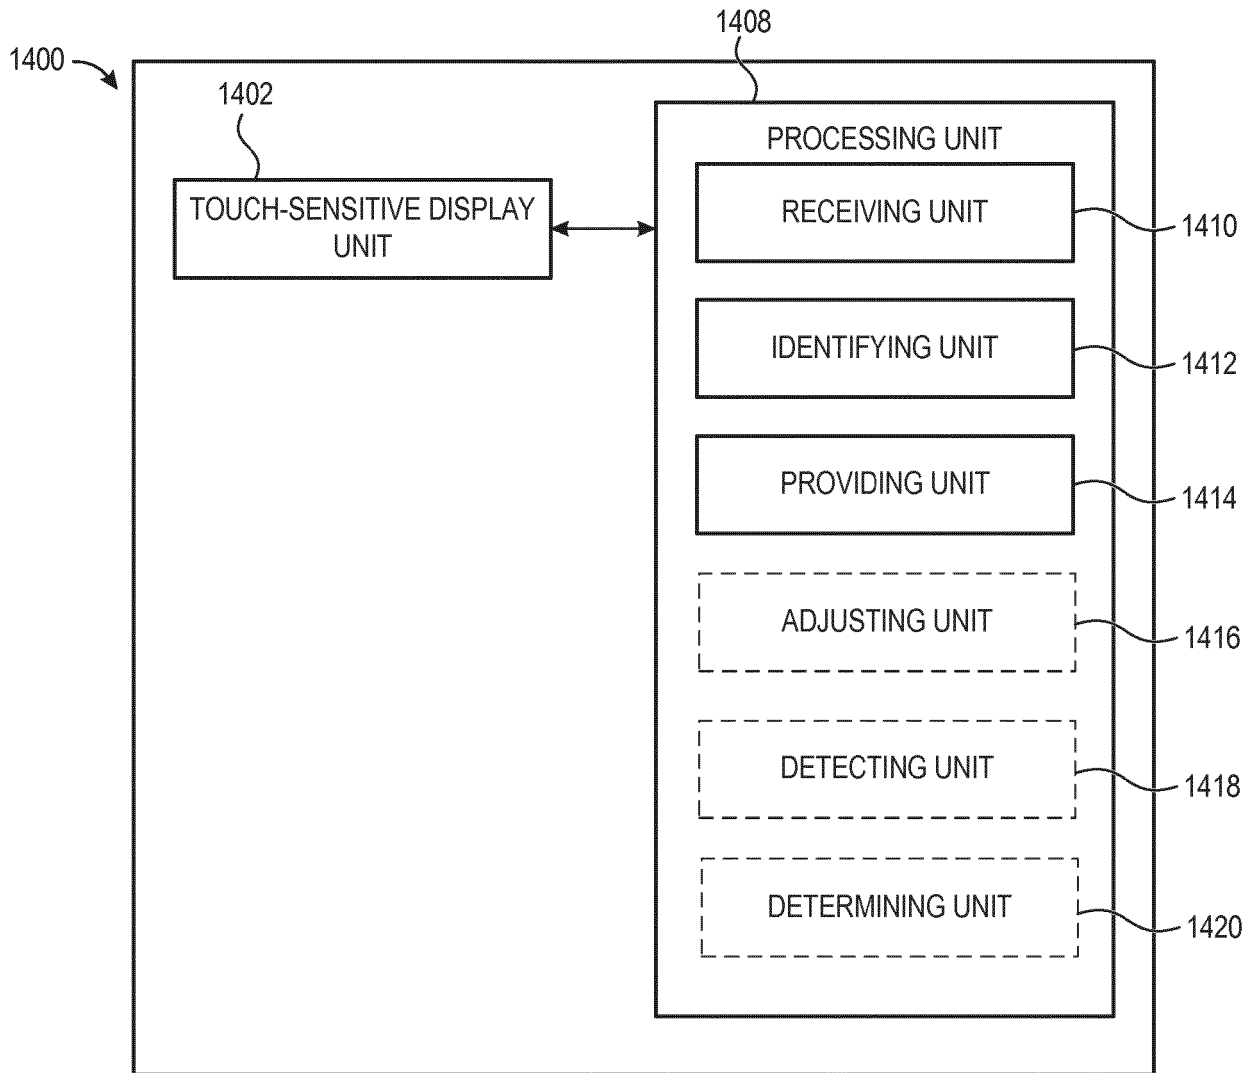 1408
1400
1402
PROCESSING UNIT
TOUCH-SENSITIVE DISPLAY
UNIT
RECEIVING UNIT
1410
IDENTIFYING UNIT
1412
PROVIDING UNIT
1414
ADJUSTING UNIT
1416
DETECTING UNIT
1418
DETERMINING UNIT
1420